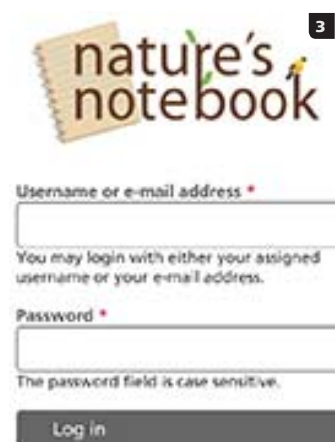 3
nature's
notebook
Username or e-mail address *
You may login with either your assigned
username or your e-mail address.
Password *
The password field is case sensitive.
Log in